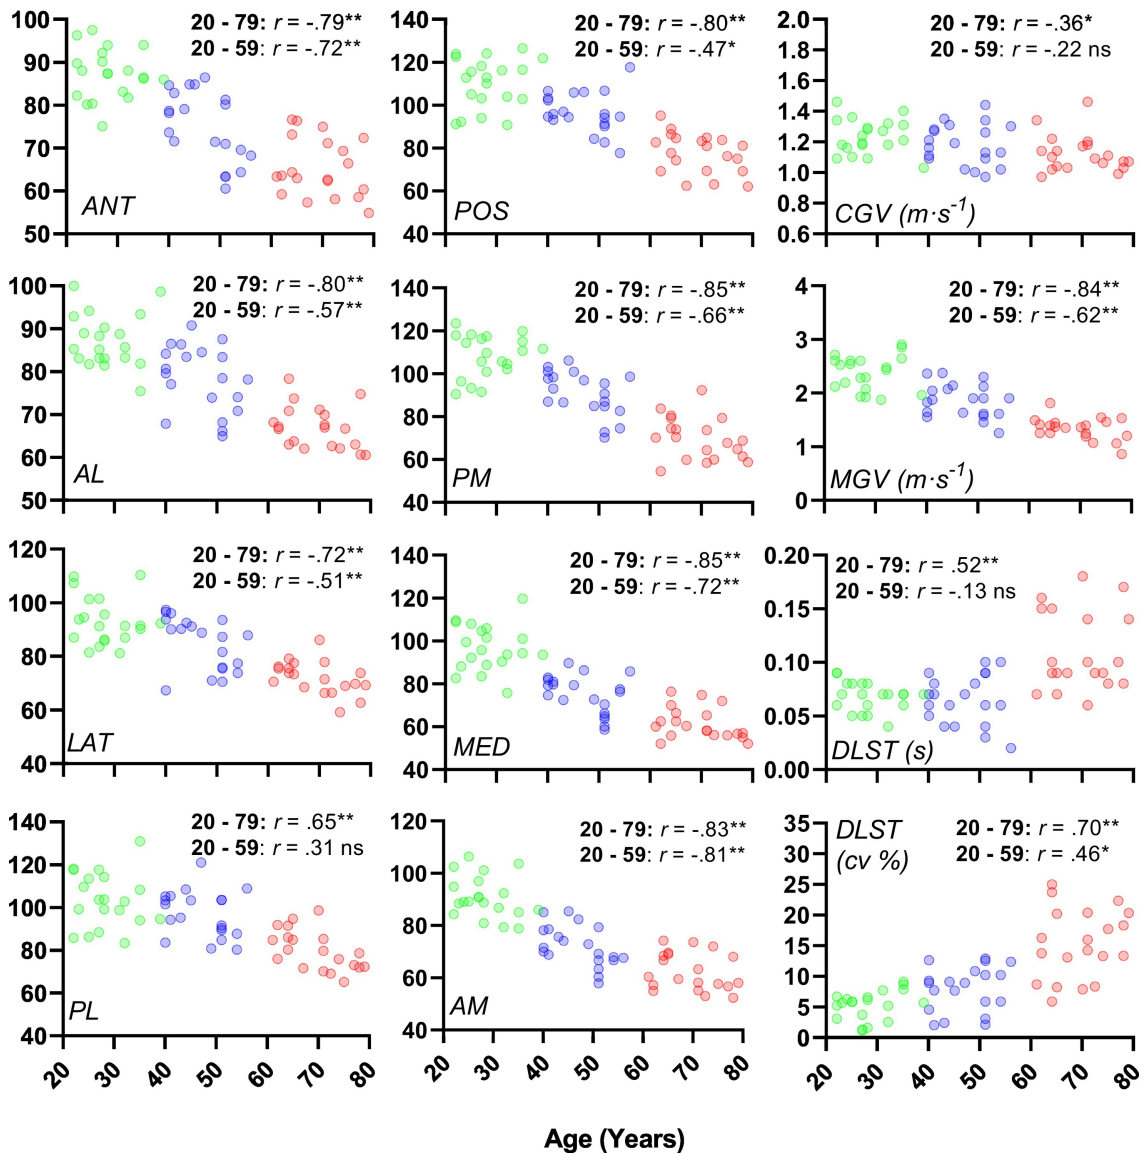 20 - 79: r = -.79**
20 - 59: r = -.72**
100
90
80
70
60
50
ANT
20 - 79: r = -.80**
20 - 59: r = -.47*
140
120
100
80
60
40
POS
20 - 79: r = -.36*
20 - 59: r = -.22 ns
2.0
1.8
1.6
1.4
1.2
1.0
0.8
0.6
CGV (m·s-1)
20 - 79: r = -.80**
20 - 59: r = -.57**
100
90
80
70
60
50
AL
20 - 79: r = -.85**
20 - 59: r = -.66**
140
120
100
80
60
40
PM
20 - 79: r = -.84**
20 - 59: r = -.62**
4
3
2
1
0
MGV (m·s-1)
20 - 79: r = -.72**
20 - 59: r = -.51**
120
100
80
60
40
LAT
20 - 79: r = -.85**
20 - 59: r = -.72**
140
120
100
80
60
40
MED
20 - 79: r = .52**
20 - 59: r = -.13 ns
0.20
0.15
0.10
0.05
0.00
DLST (s)
20 - 79: r = .65**
20 - 59: r = .31 ns
140
120
100
80
60
40
PL
20 30 40 50 60 70 80
20 - 79: r = -.83**
20 - 59: r = -.81**
120
100
80
60
40
AM
20 30 40 50 60 70 80
DLST
(cv %)
20 - 79: r = .70**
20 - 59: r = .46*
35
30
25
20
15
10
5
0
20 30 40 50 60 70 80
Age (Years)